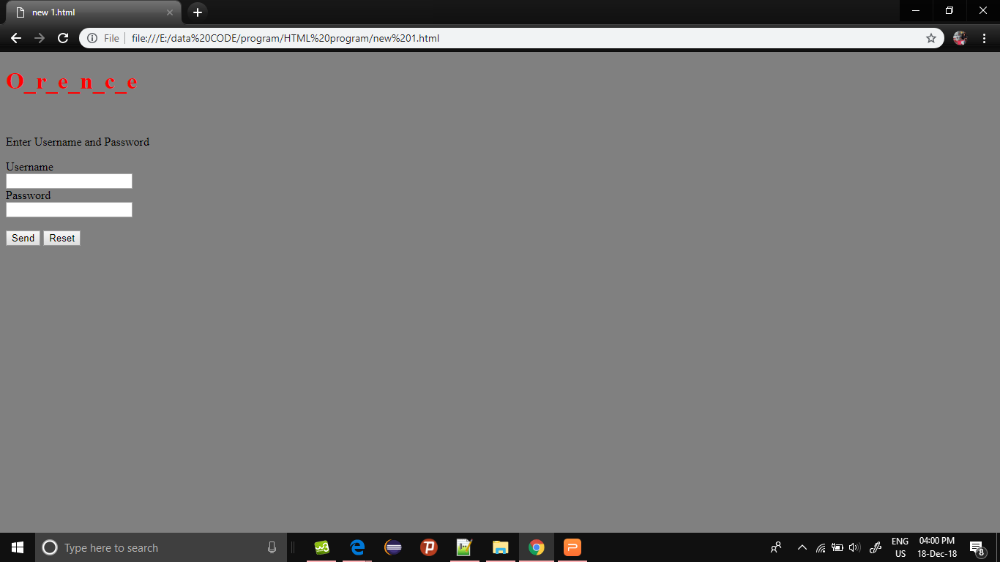 new 1.html
File file:///E:/data%20CODE/program/HTML%20program/new%201.html
O_r_e_n_c_e
Enter Username and Password
Username
Password
Send Reset
Type here to search
ENG 04:00 PM
US 18-Dec-18 8